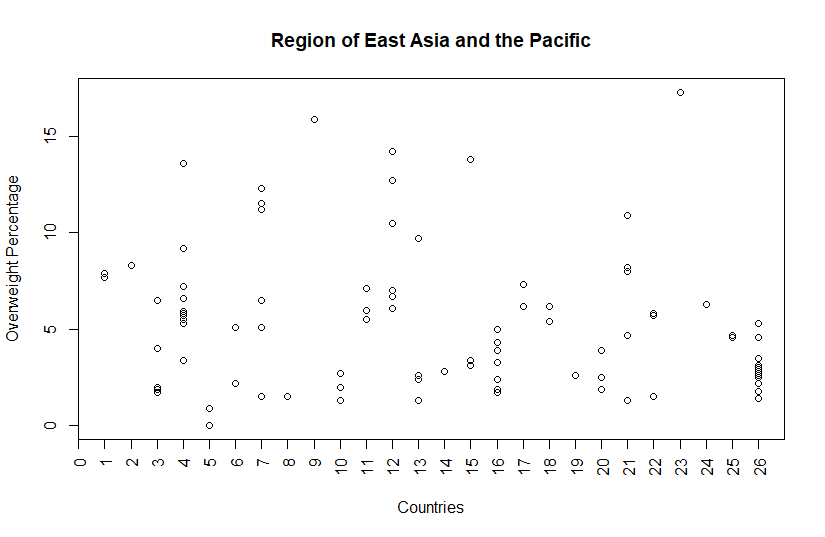 Region of East Asia and the Pacific
Overweight Percentage
15
10
5
0
0 1 2 3 4 5 6 7 8 9 10 11 12 13 14 15 16 17 18 19 20 21 22 23 24 25 26
Countries